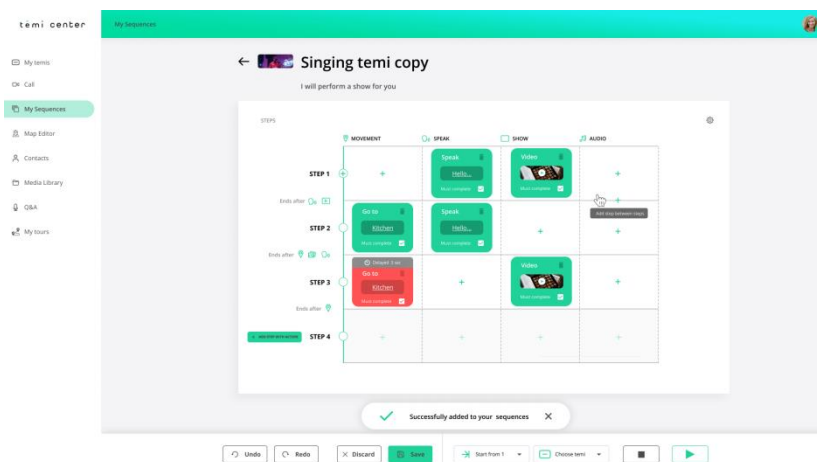 temi center
My Sequences
My temis
Call
My Sequences
Map Editor
Contacts
Media Library
Q&A
My tours
Singing temi copy
I will perform a show for you
STEPS
MOVEMENT
SPEAK
SHOW
AUDIO
STEP 1
Speak
Hello...
Must complete
Video
Must complete
Ends after
Add step between steps
STEP 2
Go to
Kitchen
Must complete
Speak
Hello...
Must complete
Ends after
STEP 3
Delayed 3 sec
Go to
Kitchen
Must complete
Video
Must complete
Ends after
STEP 4
Successfully added to your sequences
Undo
Redo
Discard
Save
Start from 1
Choose temi